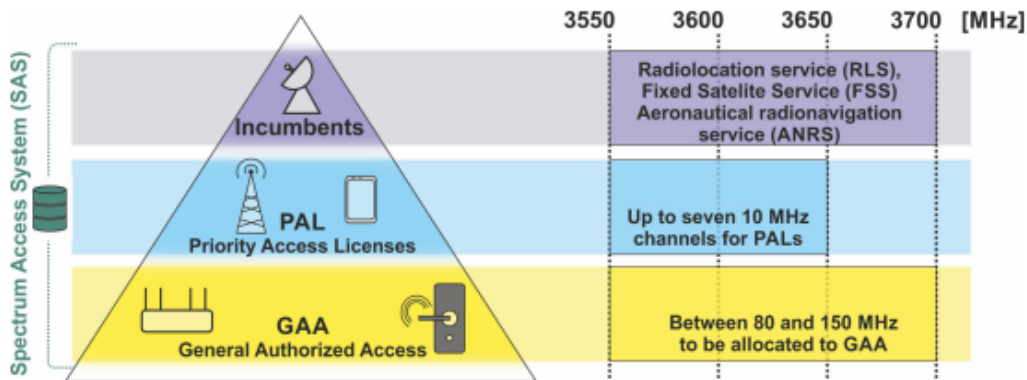 3550 3600 3650 3700 [MHz]
Spectrum Access System (SAS)
Incumbents
Radiolocation service (RLS),
Fixed Satelite Service (FSS)
Aeronautical radionavigation
service (ANRS)
PAL
Priority Access Licenses
Up to seven 10 MHz
channels for PALs
GAA
General Authorized Access
Between 80 and 150 MHz
to be allocated to GAA